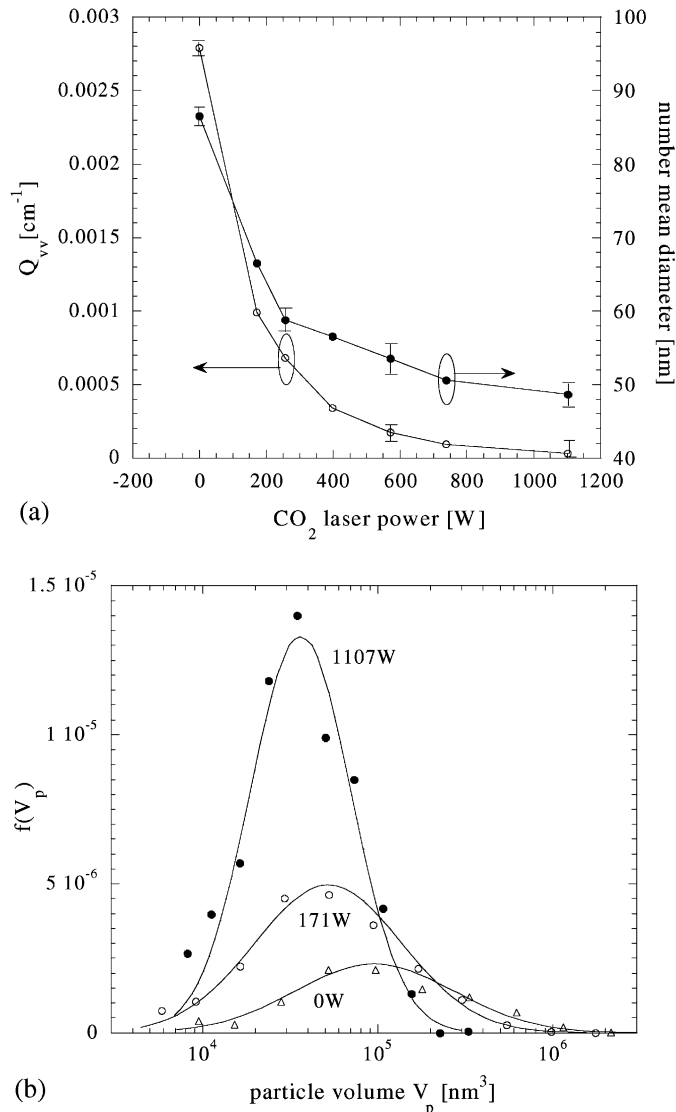 0.003
0.0025
0.002
0.0015
0.001
0.0005
0
Q_vv [cm^-1]
100
90
80
70
60
50
40
number mean diameter [nm]
-200 0 200 400 600 800 1000 1200
CO_2 laser power [W]
(a)
1.5 10^-5
1 10^-5
5 10^-6
0
f(V_p)
1107W
171W
0W
10^4 10^5 10^6
particle volume V_p [nm^3]
(b)